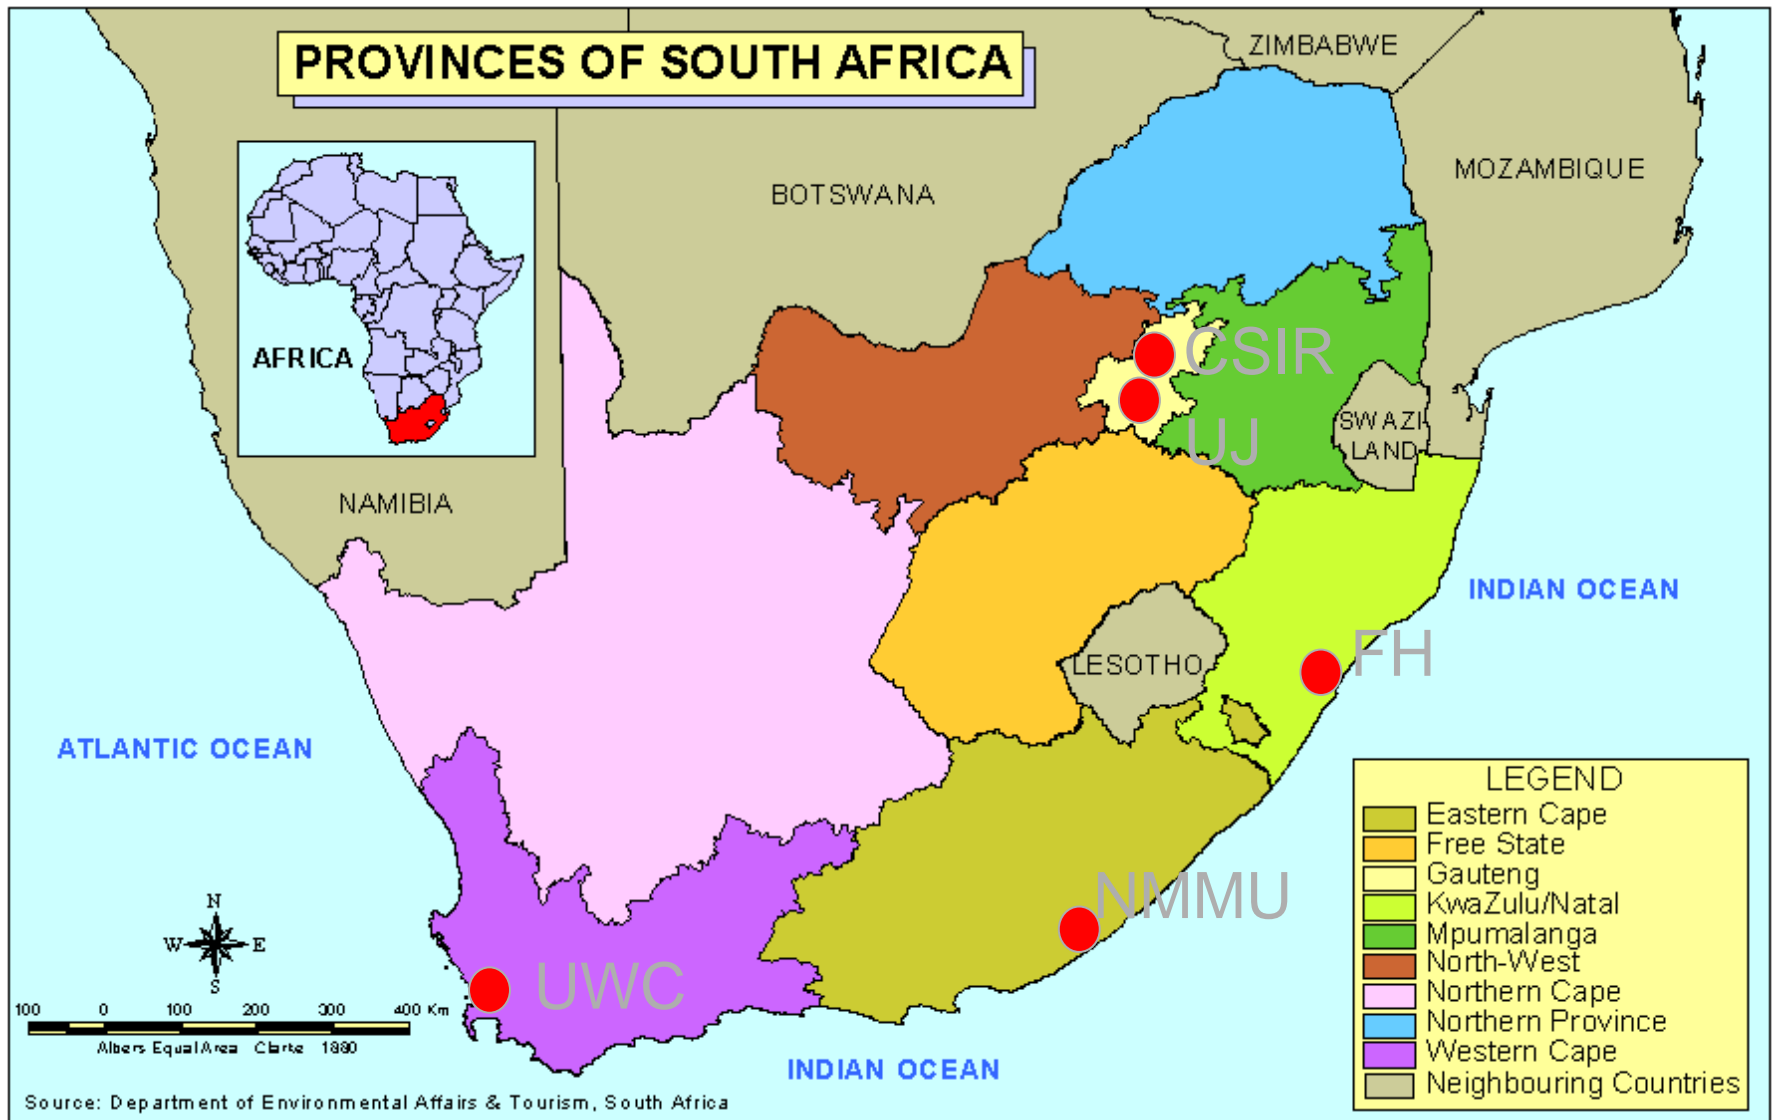 PROVINCES OF SOUTH AFRICA
ZIMBABWE
MOZAMBIQUE
BOTSWANA
AFRICA
CSIR
UJ
SWAZI
LAND
NAMIBIA
INDIAN OCEAN
FH
LESOTHO
ATLANTIC OCEAN
NMMU
UWC
N
W E
S
100 0 100 200 300 400 Km
Albers Equal Area Clarke 1880
INDIAN OCEAN
Source: Department of Environmental Affairs & Tourism, South Africa
LEGEND
Eastern Cape
Free State
Gauteng
KwaZulu/Natal
Mpumalanga
North-West
Northern Cape
Northern Province
Western Cape
Neighbouring Countries